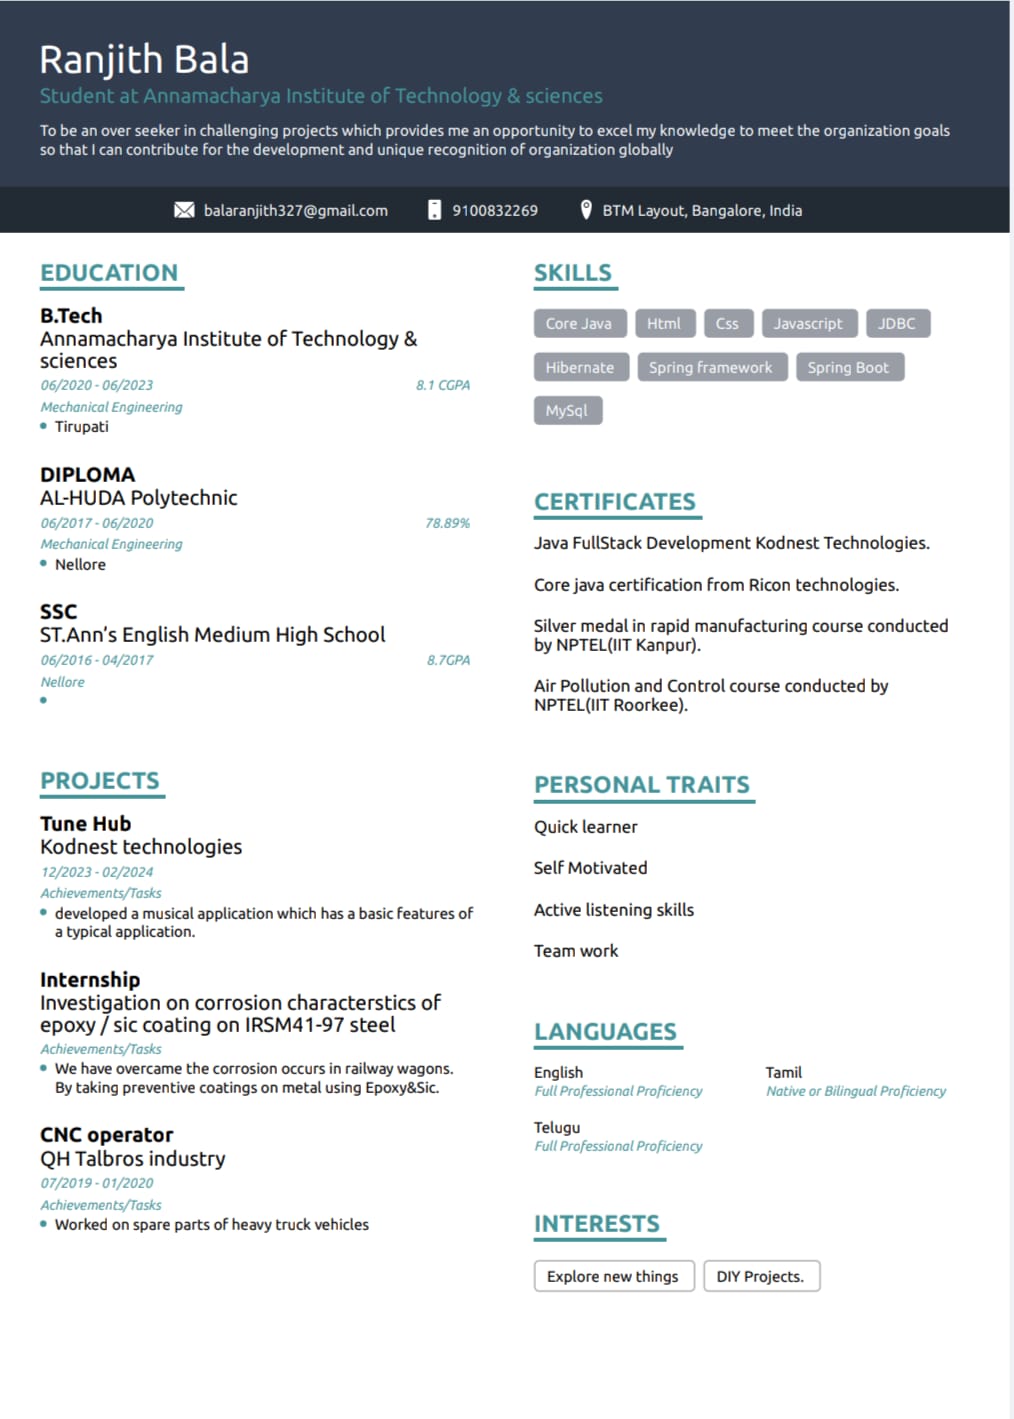 Ranjith Bala
Student at Annamacharya Institute of Technology & sciences
To be an over seeker in challenging projects which provides me an opportunity to excel my knowledge to meet the organization goals
so that I can contribute for the development and unique recognition of organization globally
balaranjith327@gmail.com 9100832269 BTM Layout, Bangalore, India
EDUCATION
B.Tech
Annamacharya Institute of Technology &
sciences
06/2020 - 06/2023 8.1 CGPA
Mechanical Engineering
• Tirupati
DIPLOMA
AL-HUDA Polytechnic
06/2017 - 06/2020 78.89%
Mechanical Engineering
• Nellore
SSC
ST.Ann's English Medium High School
06/2016 - 04/2017 8.7GPA
Nellore
•
PROJECTS
Tune Hub
Kodnest technologies
12/2023 - 02/2024
Achievements/Tasks
• developed a musical application which has a basic features of
a typical application.
Internship
Investigation on corrosion characterstics of
epoxy / sic coating on IRSM41-97 steel
Achievements/Tasks
• We have overcame the corrosion occurs in railway wagons.
By taking preventive coatings on metal using Epoxy&Sic.
CNC operator
QH Talbros industry
07/2019 - 01/2020
Achievements/Tasks
• Worked on spare parts of heavy truck vehicles
SKILLS
Core Java Html Css Javascript JDBC
Hibernate Spring framework Spring Boot
MySql
CERTIFICATES
Java FullStack Development Kodnest Technologies.
Core java certification from Ricon technologies.
Silver medal in rapid manufacturing course conducted
by NPTEL(IIT Kanpur).
Air Pollution and Control course conducted by
NPTEL(IIT Roorkee).
PERSONAL TRAITS
Quick learner
Self Motivated
Active listening skills
Team work
LANGUAGES
English Tamil
Full Professional Proficiency Native or Bilingual Proficiency
Telugu
Full Professional Proficiency
INTERESTS
Explore new things DIY Projects.